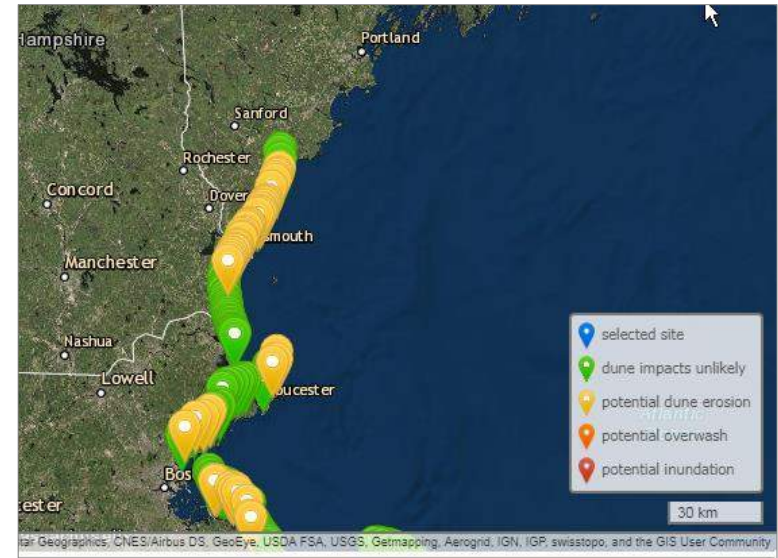 Hampshire
Portland
Sanford
Rochester
Concord
Dover
smouth
Manchester
Nashua
Lowell
oucester
Bos
ester
selected site
dune impacts unlikely
potential dune erosion
Atlantic
potential overwash
potential inundation
30 km
tar Geographics, CNES/Airbus DS, GeoEye, USDA FSA, USGS, Getmapping, Aerogrid, IGN, IGP, swisstopo, and the GIS User Community